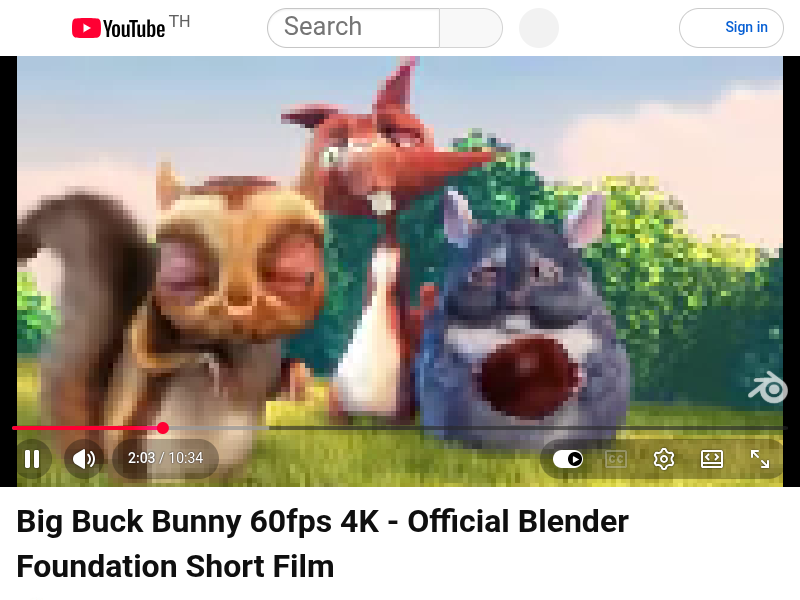 YouTube TH
Search
Sign in
2:03 / 10:34
CC
Big Buck Bunny 60fps 4K - Official Blender
Foundation Short Film